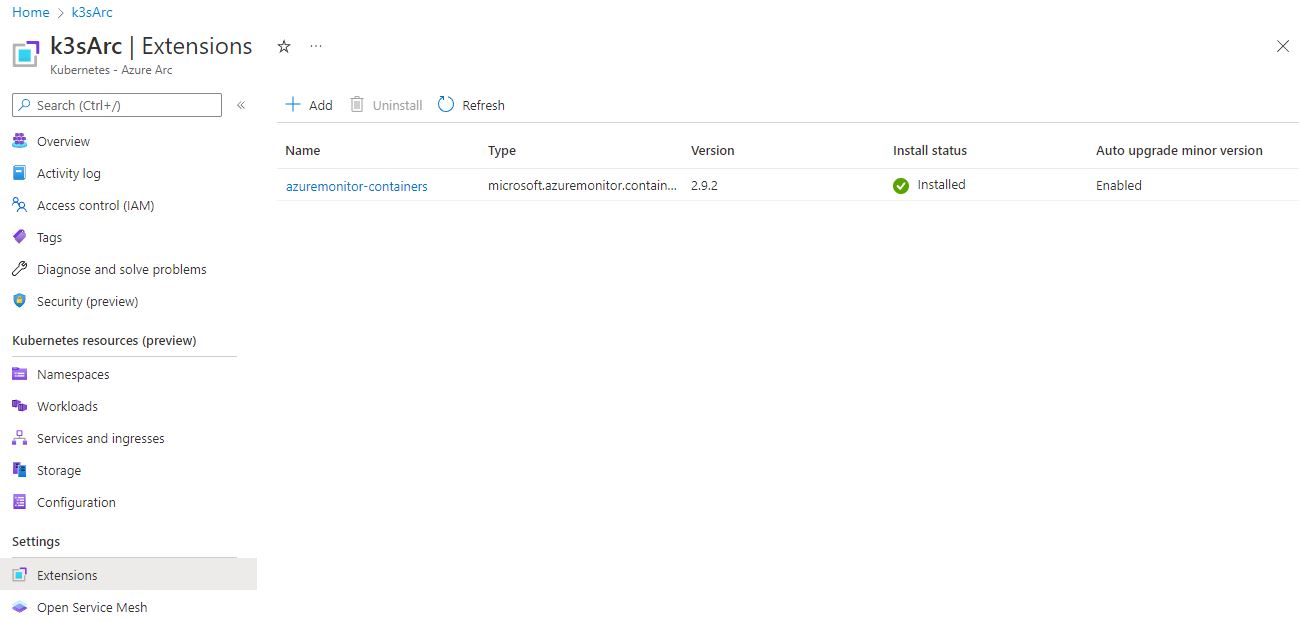 Home > k3sArc
k3sArc | Extensions ...
Kubernetes - Azure Arc
Search (Ctrl+/) «
Overview
Activity log
Access control (IAM)
Tags
Diagnose and solve problems
Security (preview)
Kubernetes resources (preview)
Namespaces
Workloads
Services and ingresses
Storage
Configuration
Settings
Extensions
Open Service Mesh
Add Uninstall Refresh
Name Type Version Install status Auto upgrade minor version
azuremonitor-containers microsoft.azuremonitor.contain... 2.9.2 Installed Enabled